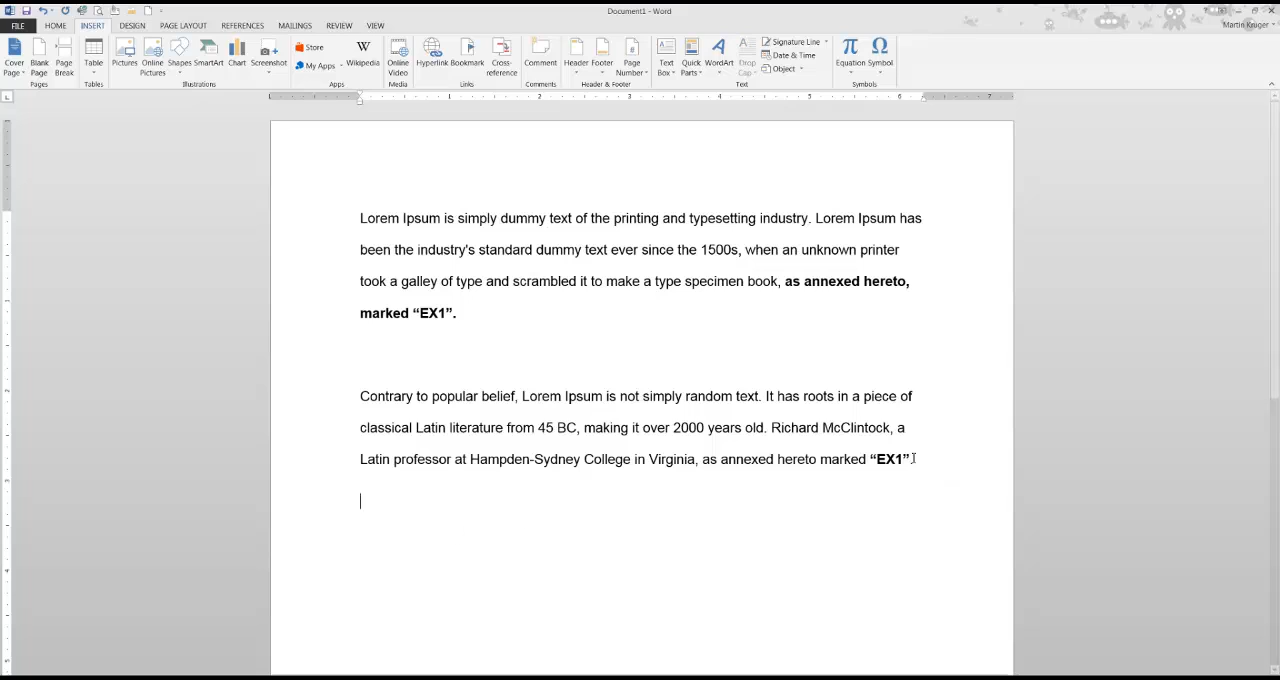 Document1 - Word
Martin Kruger
FILE HOME INSERT DESIGN PAGE LAYOUT REFERENCES MAILINGS REVIEW VIEW
Cover Page Blank Page Page Break Table Pictures Online Pictures Shapes SmartArt Chart Screenshot Store My Apps Wikipedia Online Video Hyperlink Bookmark Cross-reference Comment Header Footer Page Number Text Box Quick Parts WordArt Drop Cap Signature Line Date & Time Object Equation Symbol
Pages Tables Illustrations Apps Media Links Comments Header & Footer Text Symbols
1 2 3 4 5 6 7
Lorem Ipsum is simply dummy text of the printing and typesetting industry. Lorem Ipsum has
been the industry's standard dummy text ever since the 1500s, when an unknown printer
took a galley of type and scrambled it to make a type specimen book, as annexed hereto,
marked “EX1”.
Contrary to popular belief, Lorem Ipsum is not simply random text. It has roots in a piece of
classical Latin literature from 45 BC, making it over 2000 years old. Richard McClintock, a
Latin professor at Hampden-Sydney College in Virginia, as annexed hereto marked “EX1”.